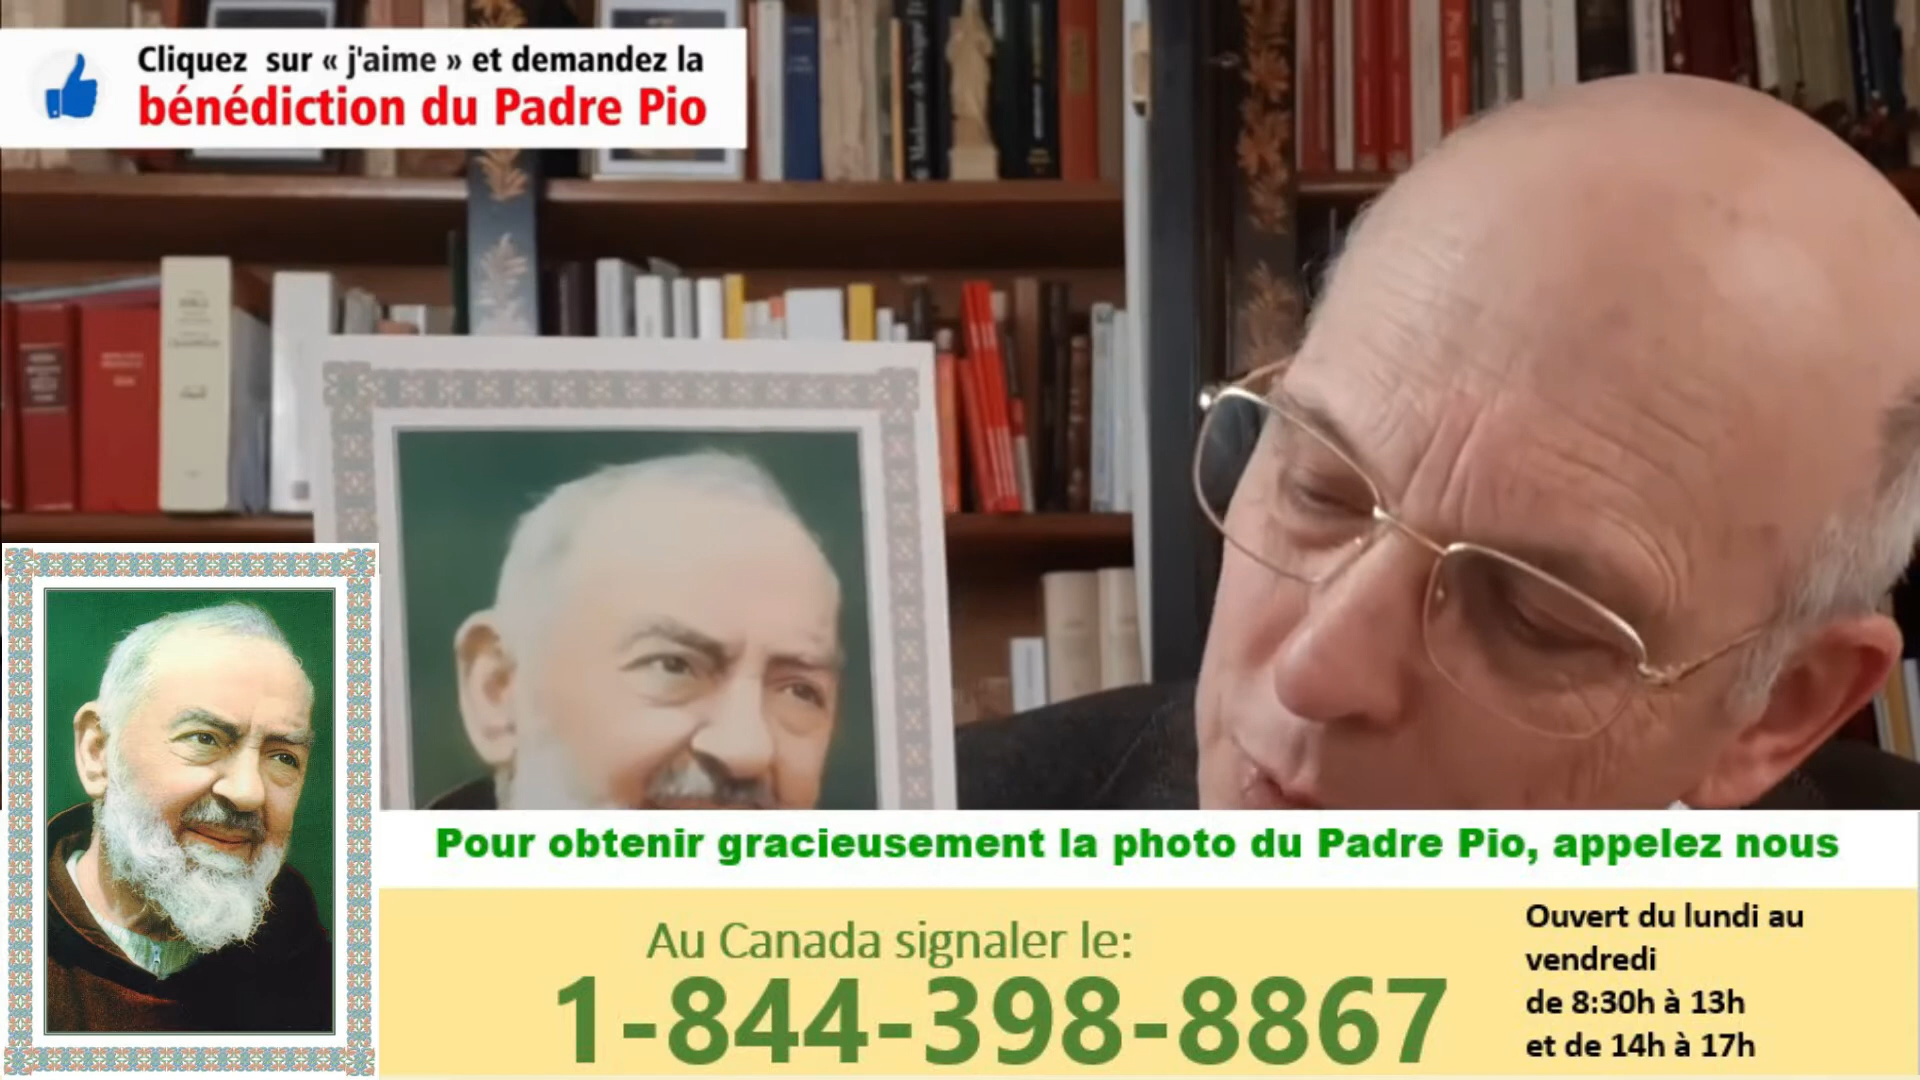 Cliquez sur « j'aime » et demandez la
bénédiction du Padre Pio
Pour obtenir gracieusement la photo du Padre Pio, appelez nous
Au Canada signaler le:
1-844-398-8867
Ouvert du lundi au
vendredi
de 8:30h à 13h
et de 14h à 17h